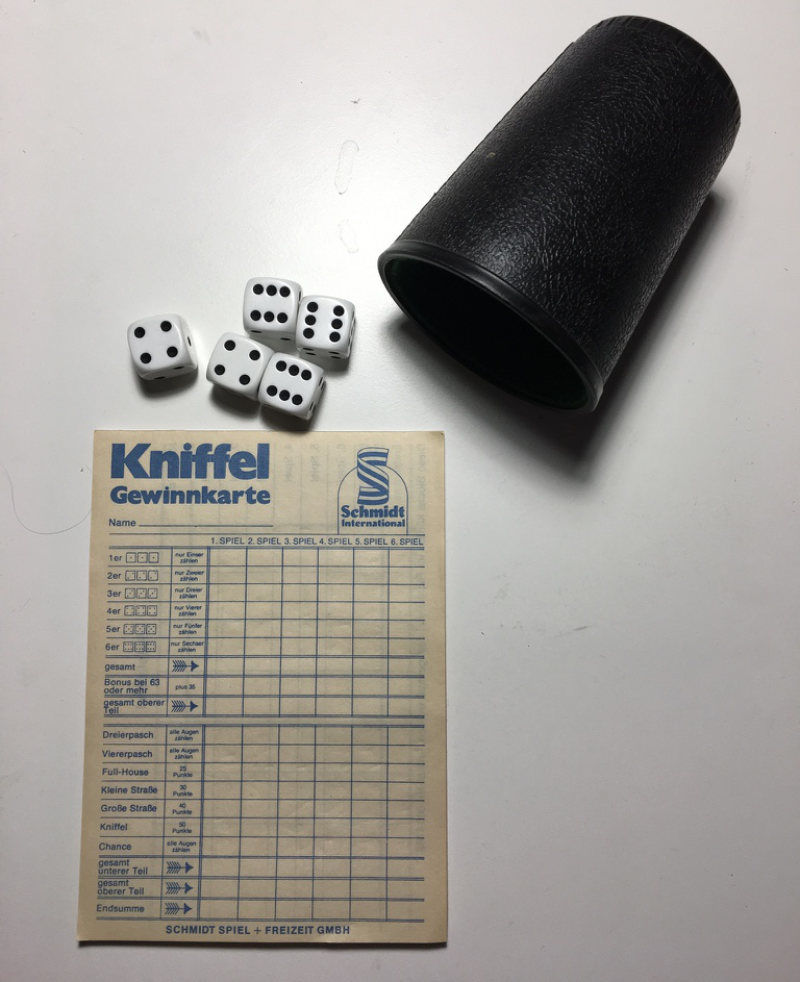 Kniffel
Gewinnkarte
Schmidt
International
Name
1. SPIEL 2. SPIEL 3. SPIEL 4. SPIEL 5. SPIEL 6. SPIEL
1er nur Einser zählen
2er nur Zweier zählen
3er nur Dreier zählen
4er nur Vierer zählen
5er nur Fünfer zählen
6er nur Sechser zählen
gesamt
Bonus bei 63 oder mehr plus 35
gesamt oberer Teil
Dreierpasch alle Augen zählen
Viererpasch alle Augen zählen
Full-House 25 Punkte
Kleine Straße 30 Punkte
Große Straße 40 Punkte
Kniffel 50 Punkte
Chance alle Augen zählen
gesamt unterer Teil
gesamt oberer Teil
Endsumme
SCHMIDT SPIEL + FREIZEIT GMBH